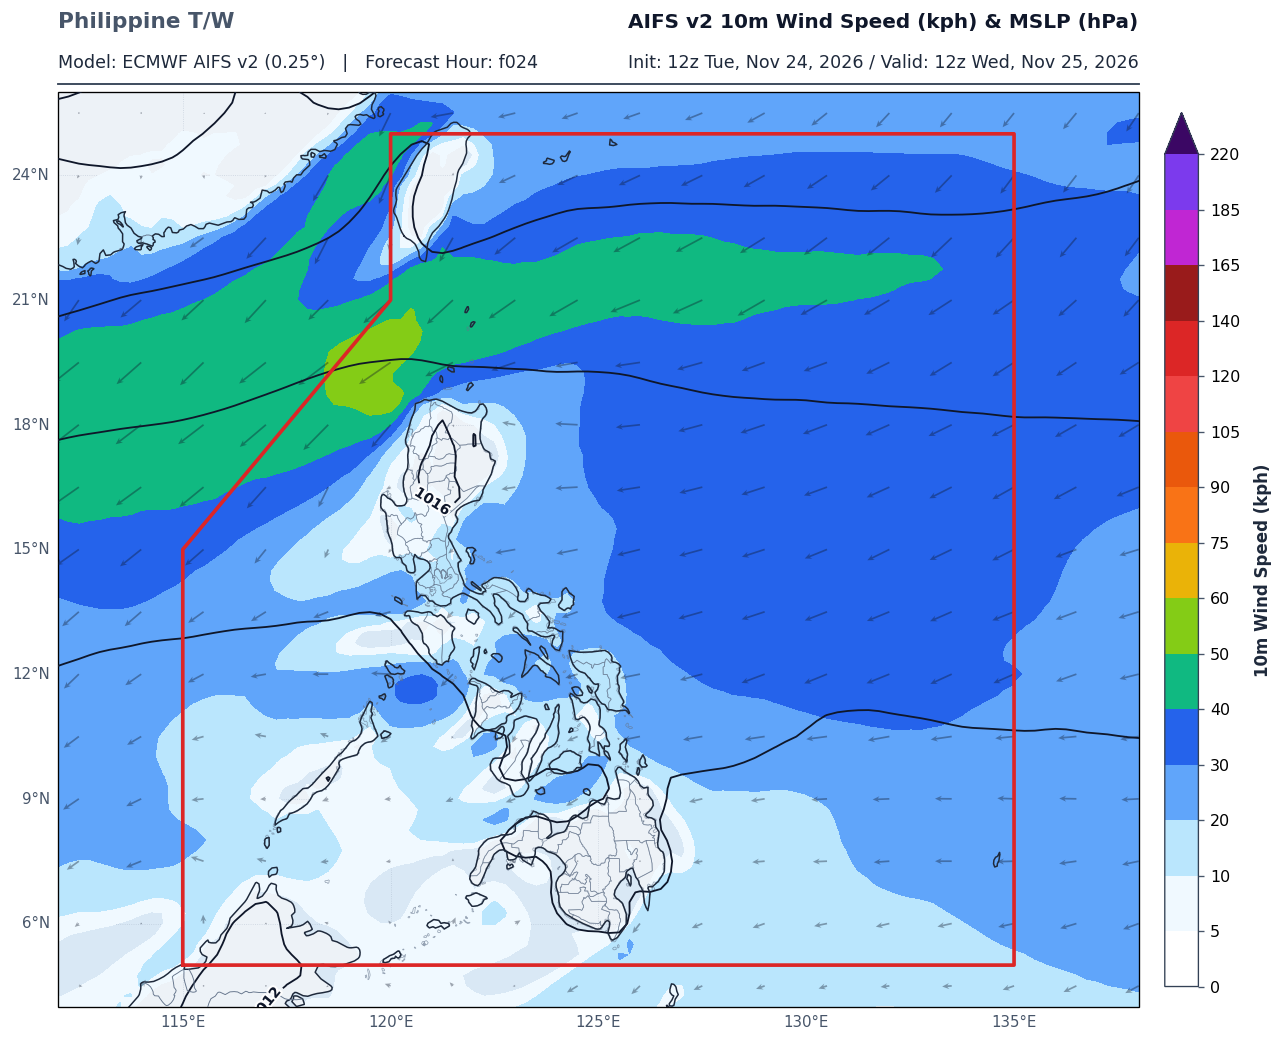 Philippine T/W
AIFS v2 10m Wind Speed (kph) & MSLP (hPa)
Model: ECMWF AIFS v2 (0.25°) | Forecast Hour: f024
Init: 12z Tue, Nov 24, 2026 / Valid: 12z Wed, Nov 25, 2026
24°N
21°N
18°N
15°N
12°N
9°N
6°N
1016
012
115°E
120°E
125°E
130°E
135°E
220
185
165
140
120
105
90
75
60
50
40
30
20
10
5
0
10m Wind Speed (kph)